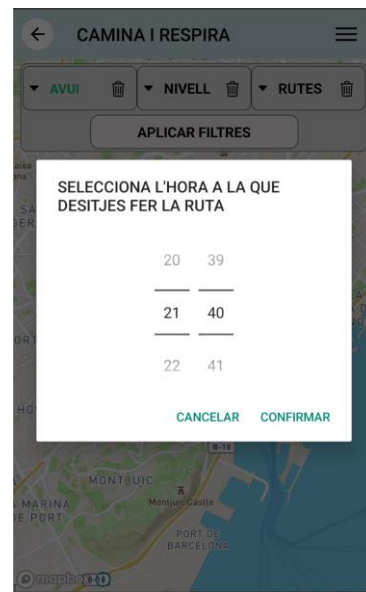 CAMINA I RESPIRA
AVUI NIVELL RUTES
APLICAR FILTRES
SELECCIONA L'HORA A LA QUE
DESITJES FER LA RUTA
20 39
21 40
22 41
CANCELAR CONFIRMAR
B-10
MONTJUIC
Montjuïc Castle
MARINA
DE PORT
PORT DE
BARCELONA
mapbox